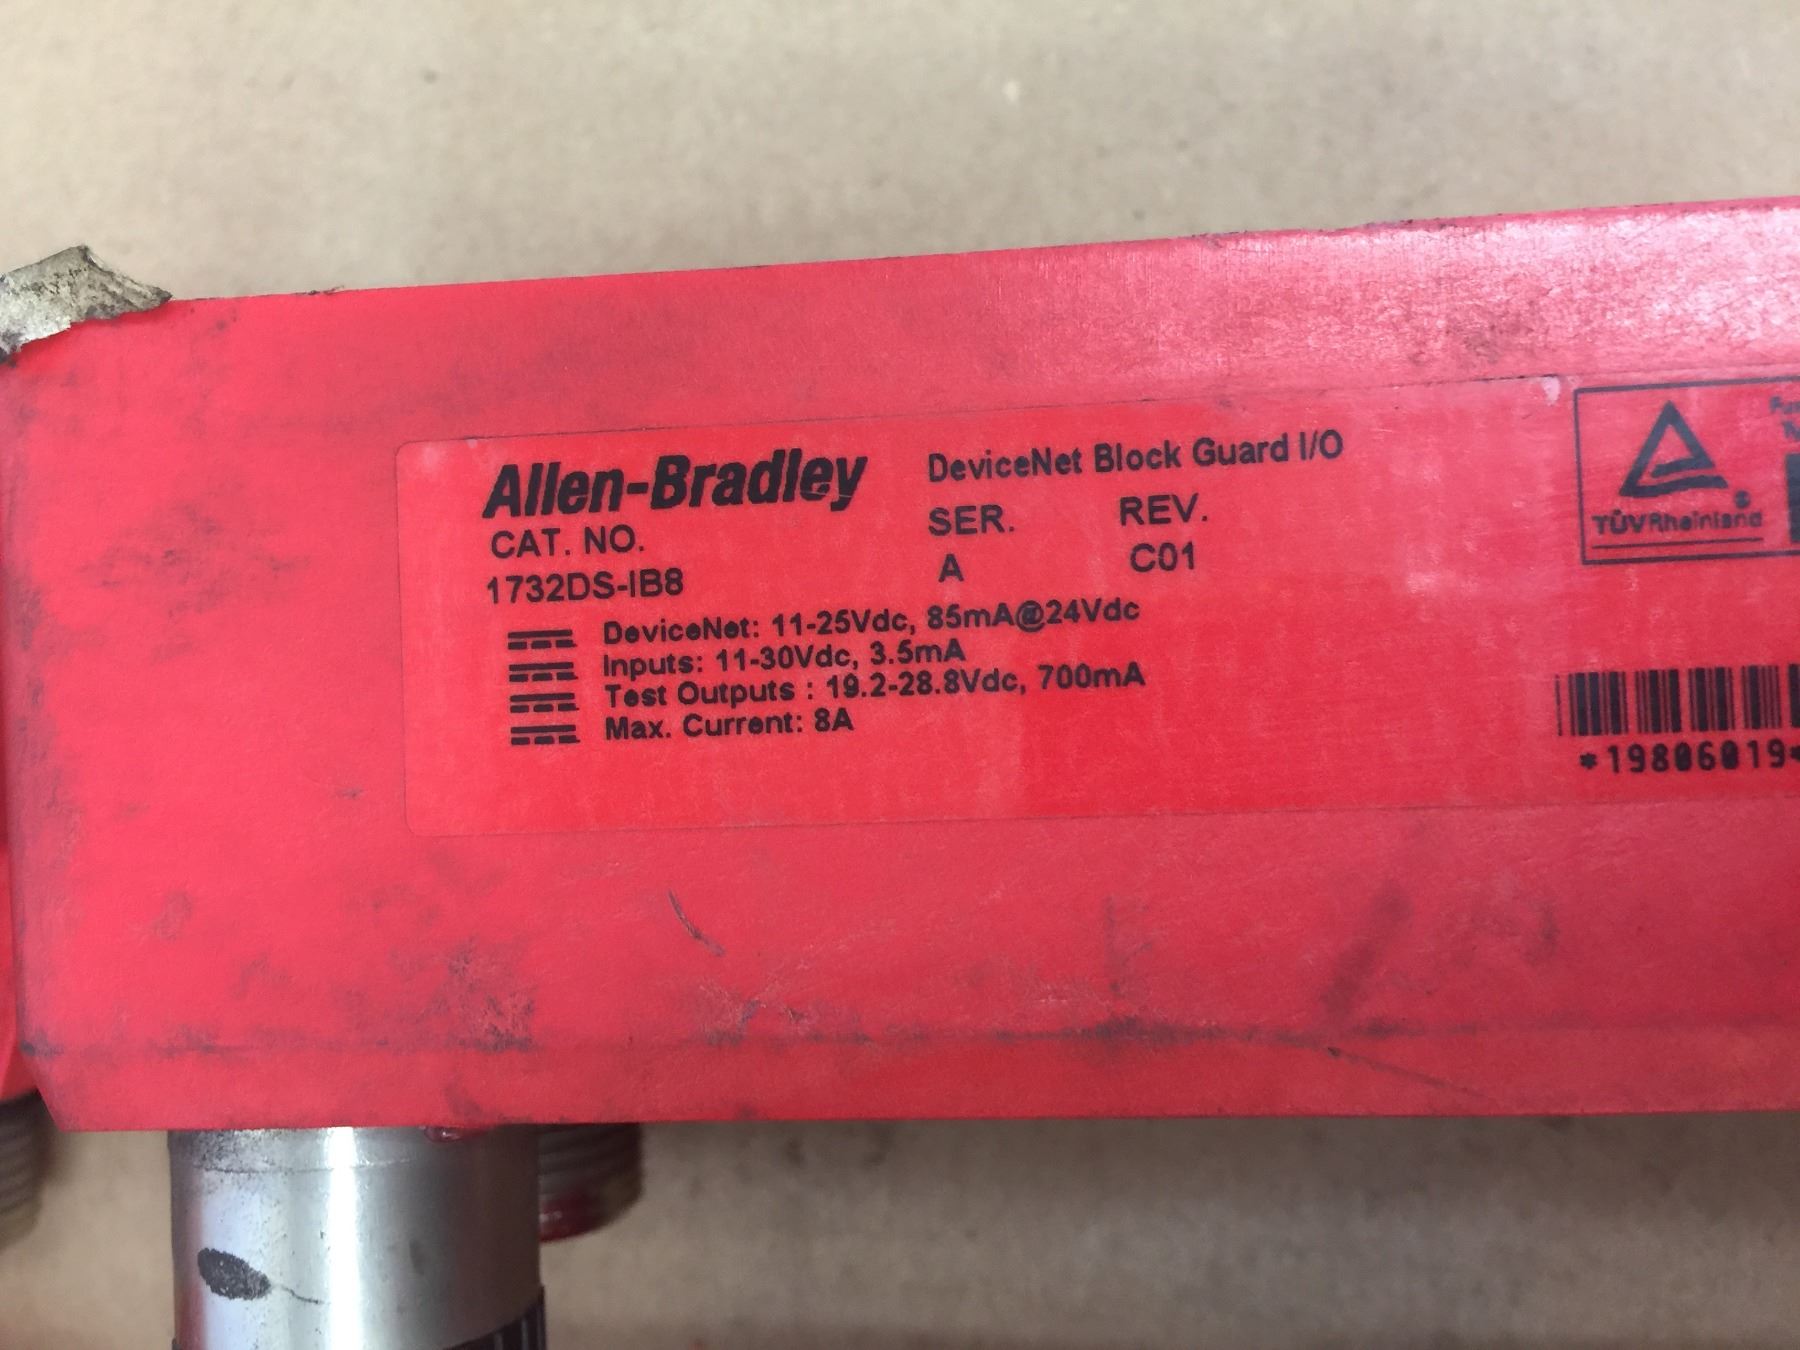 Allen-Bradley DeviceNet Block Guard I/O
CAT. NO. SER. REV.
1732DS-IB8 A C01
DeviceNet: 11-25Vdc, 85mA@24Vdc
Inputs: 11-30Vdc, 3.5mA
Test Outputs : 19.2-28.8Vdc, 700mA
Max. Current: 8A
TÜVRheinland
*19806019*